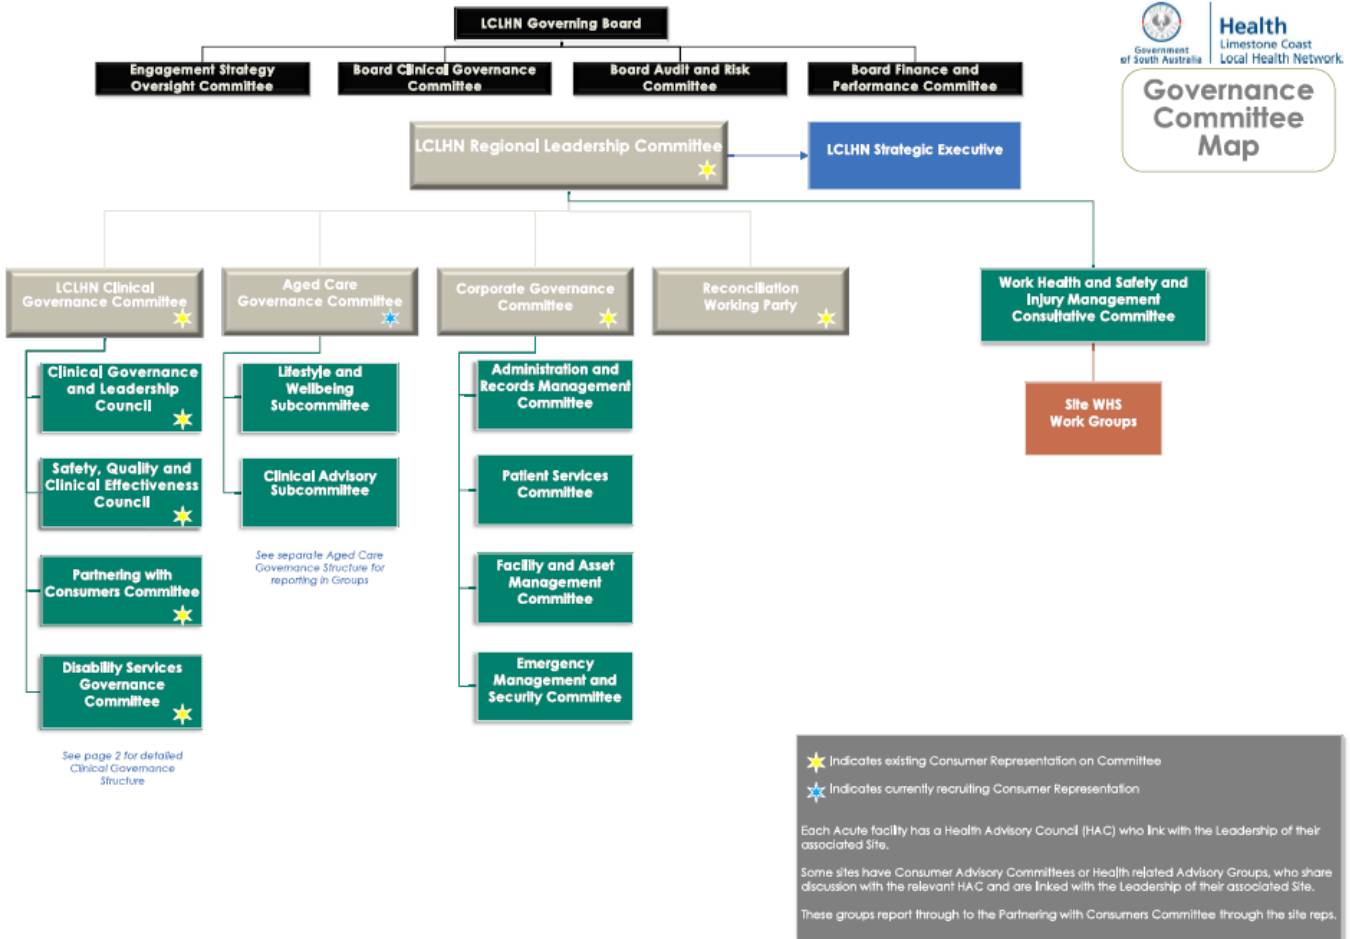 LCLHN Governing Board
Engagement Strategy
Oversight Committee
Board Clinical Governance
Committee
Board Audit and Risk
Committee
Board Finance and
Performance Committee
Government
of South Australia
Health
Limestone Coast
Local Health Network
Governance
Committee
Map
LCLHN Regional Leadership Committee
LCLHN Strategic Executive
LCLHN Clinical
Governance Committee
Aged Care
Governance Committee
Corporate Governance
Committee
Reconciliation
Working Party
Work Health and Safety and
Injury Management
Consultative Committee
Clinical Governance
and Leadership
Council
Safety, Quality and
Clinical Effectiveness
Council
Partnering with
Consumers Committee
Disability Services
Governance
Committee
See page 2 for detailed
Clinical Governance
Structure
Lifestyle and
Wellbeing
Subcommittee
Clinical Advisory
Subcommittee
See separate Aged Care
Governance Structure for
reporting in Groups
Administration and
Records Management
Committee
Patient Services
Committee
Facility and Asset
Management
Committee
Emergency
Management and
Security Committee
Site WHS
Work Groups
Indicates existing Consumer Representation on Committee
Indicates currently recruiting Consumer Representation
Each Acute facility has a Health Advisory Council (HAC) who link with the Leadership of their
associated Site.
Some sites have Consumer Advisory Committees or Health related Advisory Groups, who share
discussion with the relevant HAC and are linked with the Leadership of their associated Site.
These groups report through to the Partnering with Consumers Committee through the site reps.